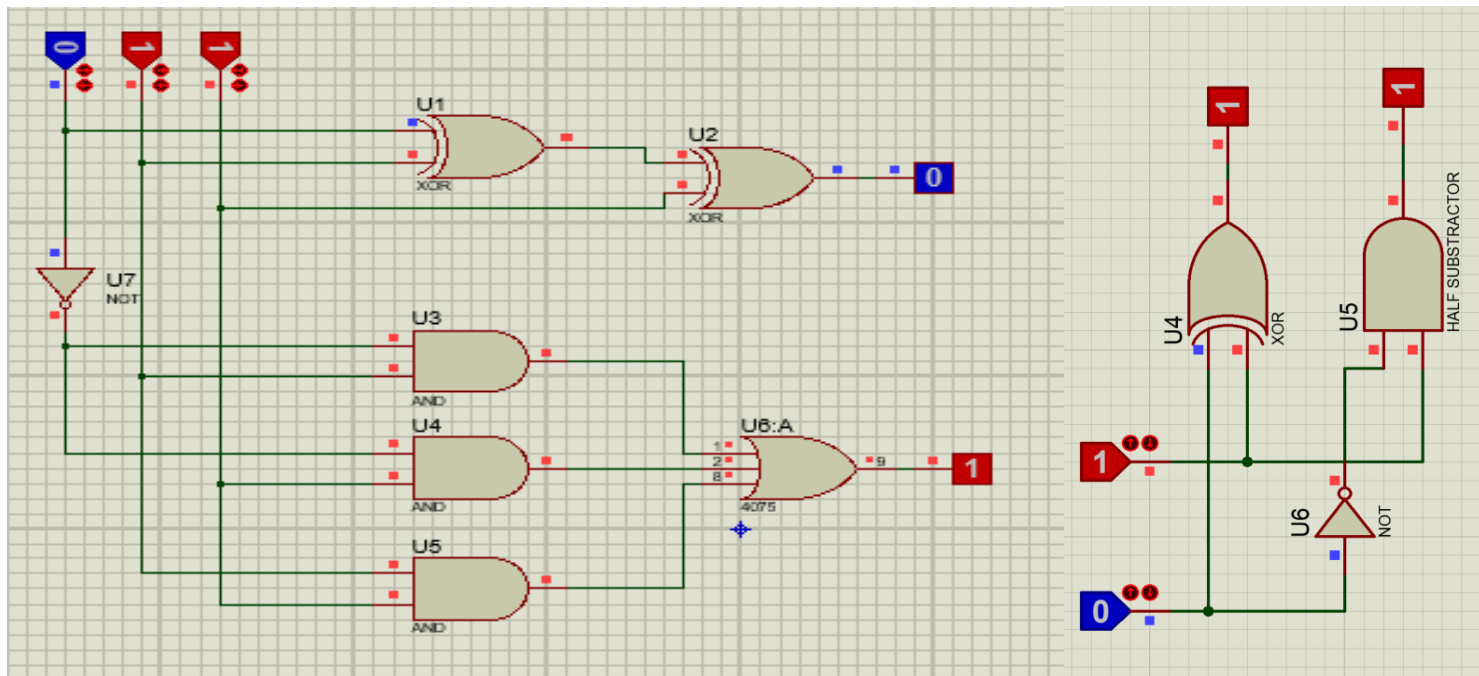 0 1 1
U1
XOR
U2
XOR
0
U7
NOT
U3
AND
U4
AND
U5
AND
U6:A
1
2
8
9
4075
1
1
1
U4
XOR
U5
HALF SUBSTRACTOR
1
U6
NOT
0